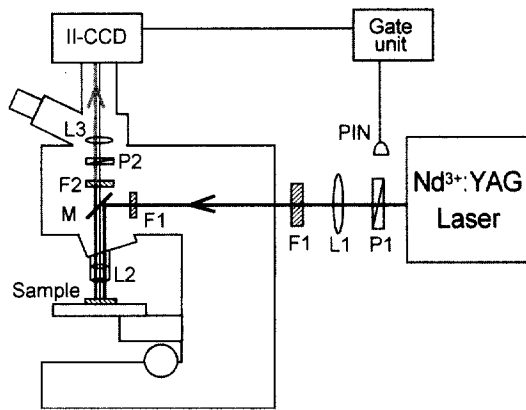 II-CCD
Gate
unit
L3
PIN
P2
F2
Nd³⁺:YAG
Laser
M
F1
F1
L1
P1
L2
Sample